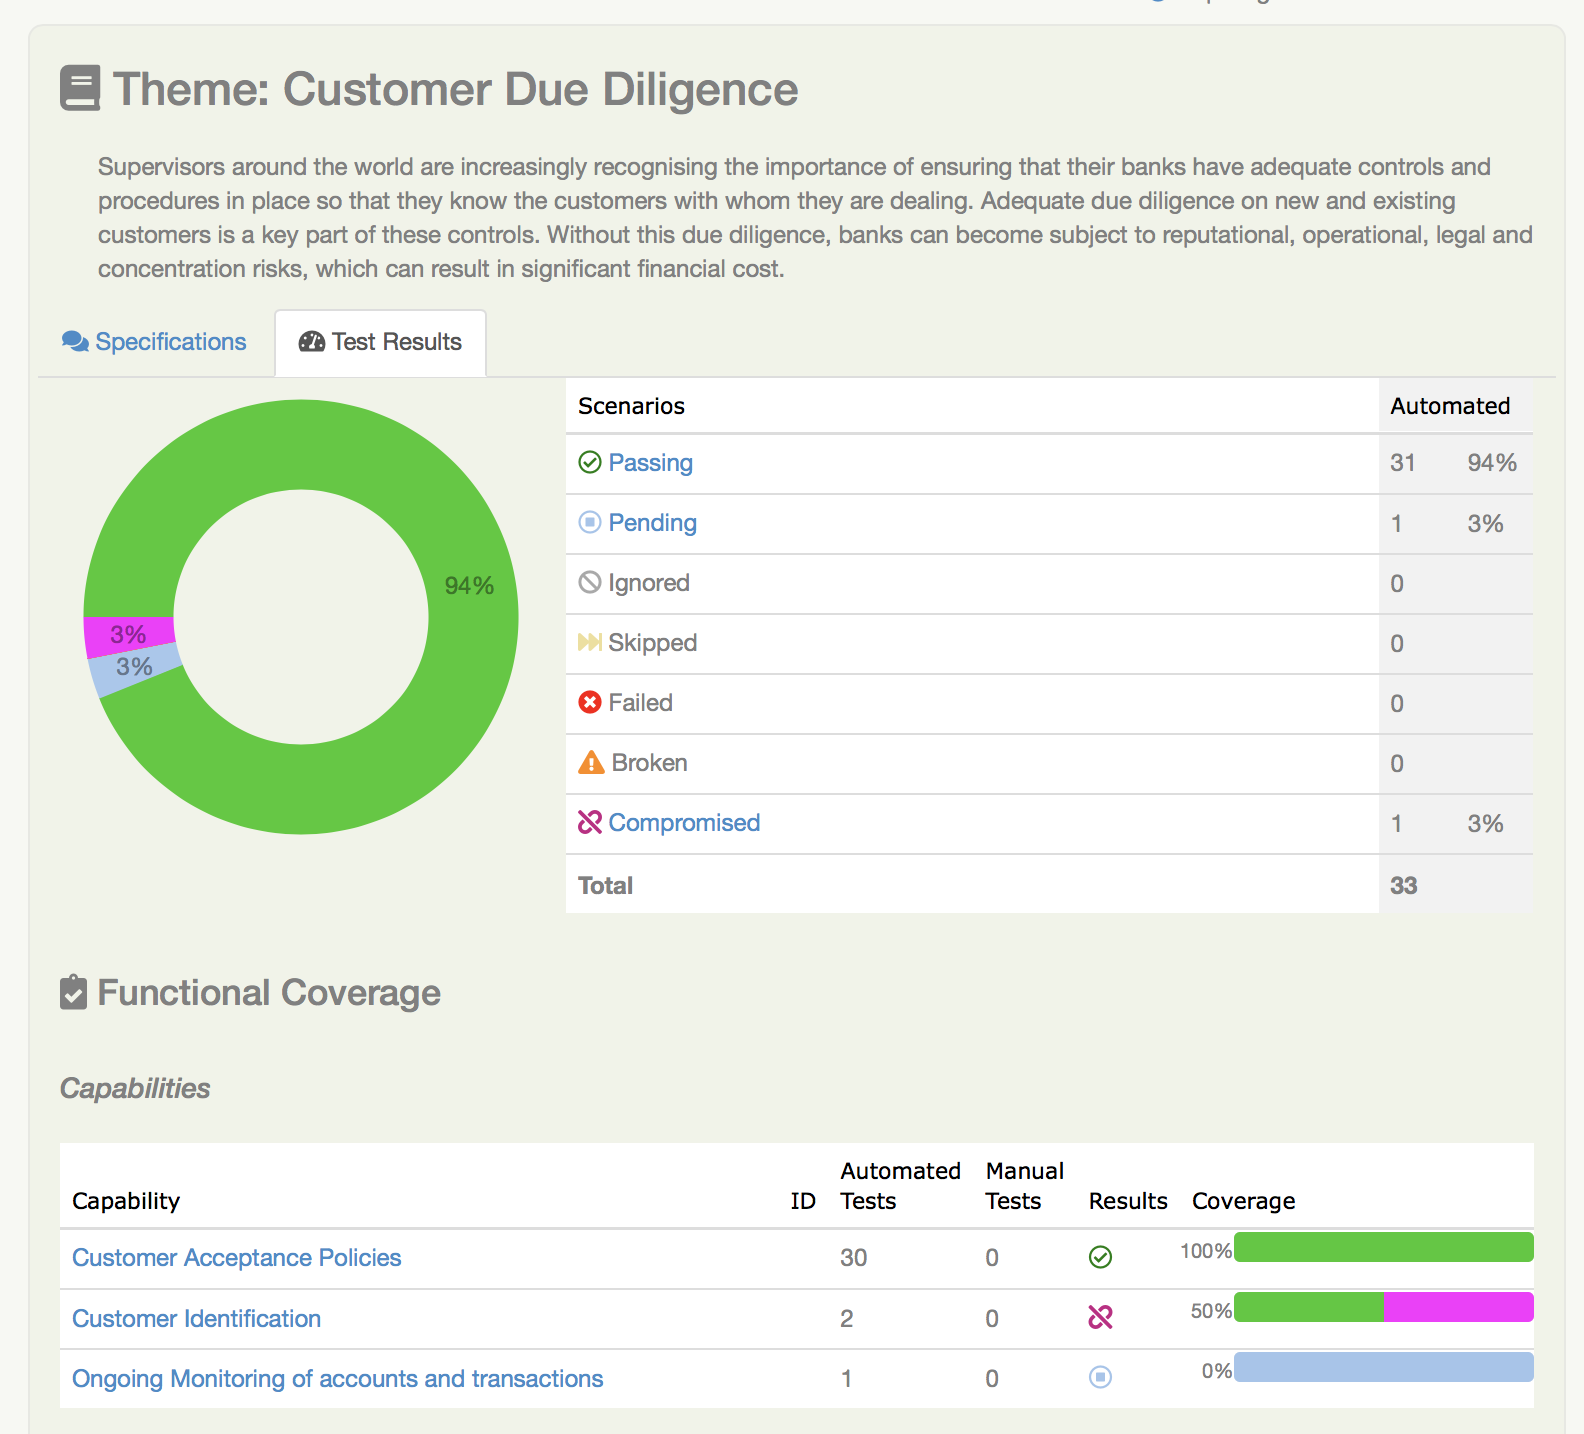 Theme: Customer Due Diligence
Supervisors around the world are increasingly recognising the importance of ensuring that their banks have adequate controls and
procedures in place so that they know the customers with whom they are dealing. Adequate due diligence on new and existing
customers is a key part of these controls. Without this due diligence, banks can become subject to reputational, operational, legal and
concentration risks, which can result in significant financial cost.
Specifications Test Results
94%
3%
3%
Scenarios Automated
Passing 31 94%
Pending 1 3%
Ignored 0
Skipped 0
Failed 0
Broken 0
Compromised 1 3%
Total 33
Functional Coverage
Capabilities
Capability ID Automated Tests Manual Tests Results Coverage
Customer Acceptance Policies 30 0 100%
Customer Identification 2 0 50%
Ongoing Monitoring of accounts and transactions 1 0 0%